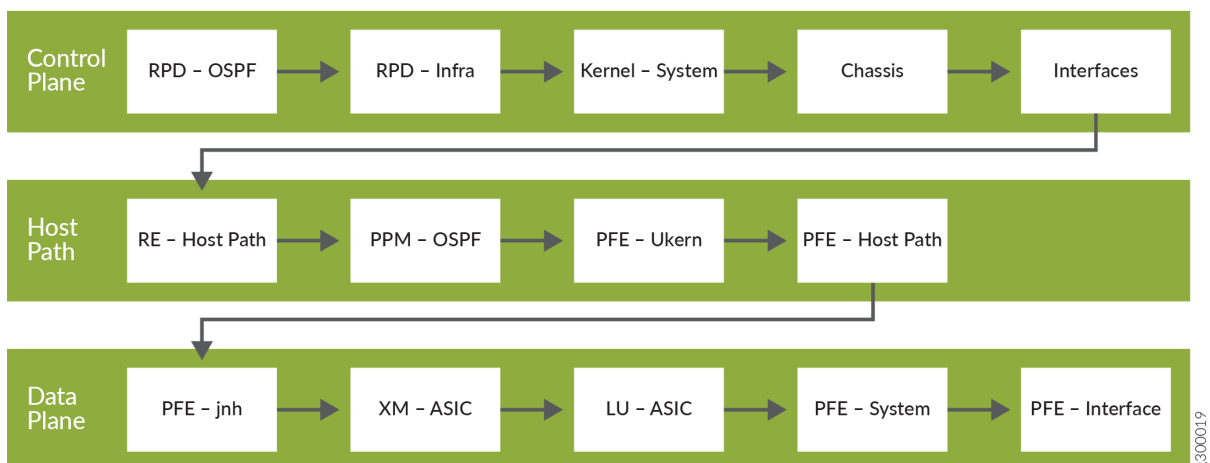 Control
Plane
RPD – OSPF
RPD – Infra
Kernel – System
Chassis
Interfaces
Host
Path
RE – Host Path
PPM – OSPF
PFE – Ukern
PFE – Host Path
Data
Plane
PFE – jnh
XM – ASIC
LU – ASIC
PFE – System
PFE – Interface